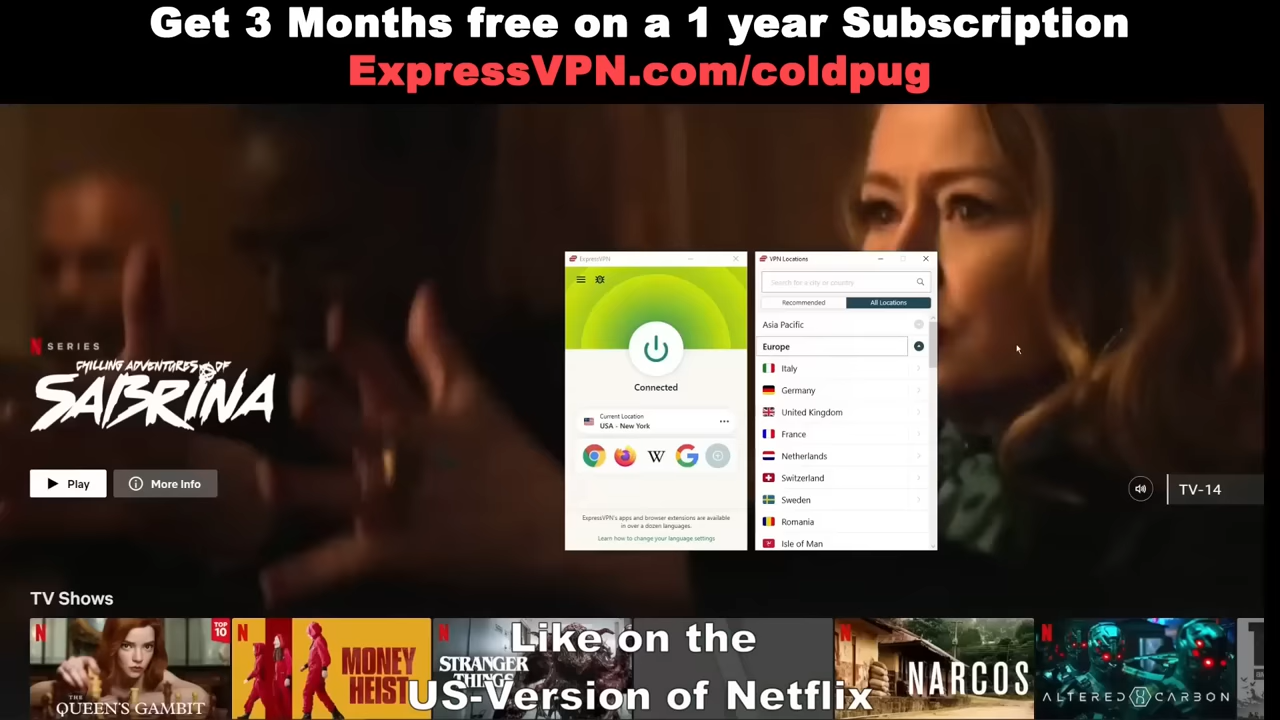 Get 3 Months free on a 1 year Subscription
ExpressVPN.com/coldpug
ExpressVPN
Connected
Current Location
USA - New York
W
ExpressVPN's apps and browser extensions are available
in over a dozen languages.
Learn how to change your language settings
VPN Locations
Search for a city or country
Recommended
All Locations
Asia Pacific
Europe
Italy
Germany
United Kingdom
France
Netherlands
Switzerland
Sweden
Romania
Isle of Man
N SERIES
CHILLING ADVENTURES OF
SABRINA
Play
More Info
TV-14
TV Shows
N
TOP
10
THE
QUEEN'S GAMBIT
N
MONEY
HEIST
N
STRANGER
THINGS
N
NARCOS
N
ALTERED CARBON
Like on the
US-Version of Netflix